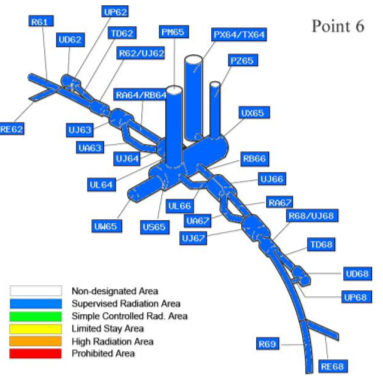 Point 6
R61
UP62
UD62
TD62
R62/UJ62
PM65
PX64/TX64
PZ65
RA64/RB64
UX65
RE62
UJ63
UA63
UJ64
UL64
RB66
UJ66
UL66
RA67
UW65
US65
UA67
R68/UJ68
UJ67
TD68
UD68
UP68
R69
RE68
Non-designated Area
Supervised Radiation Area
Simple Controlled Rad. Area
Limited Stay Area
High Radiation Area
Prohibited Area